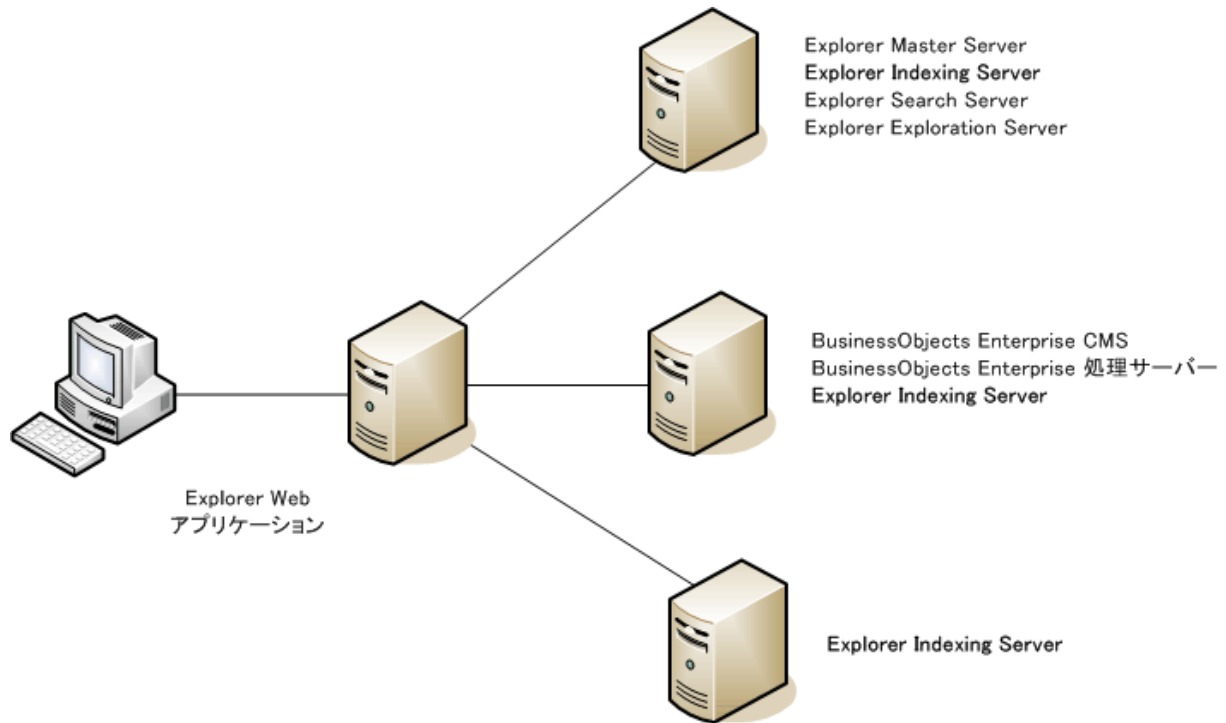 Explorer Master Server
Explorer Indexing Server
Explorer Search Server
Explorer Exploration Server
BusinessObjects Enterprise CMS
BusinessObjects Enterprise 処理サーバー
Explorer Indexing Server
Explorer Web
アプリケーション
Explorer Indexing Server